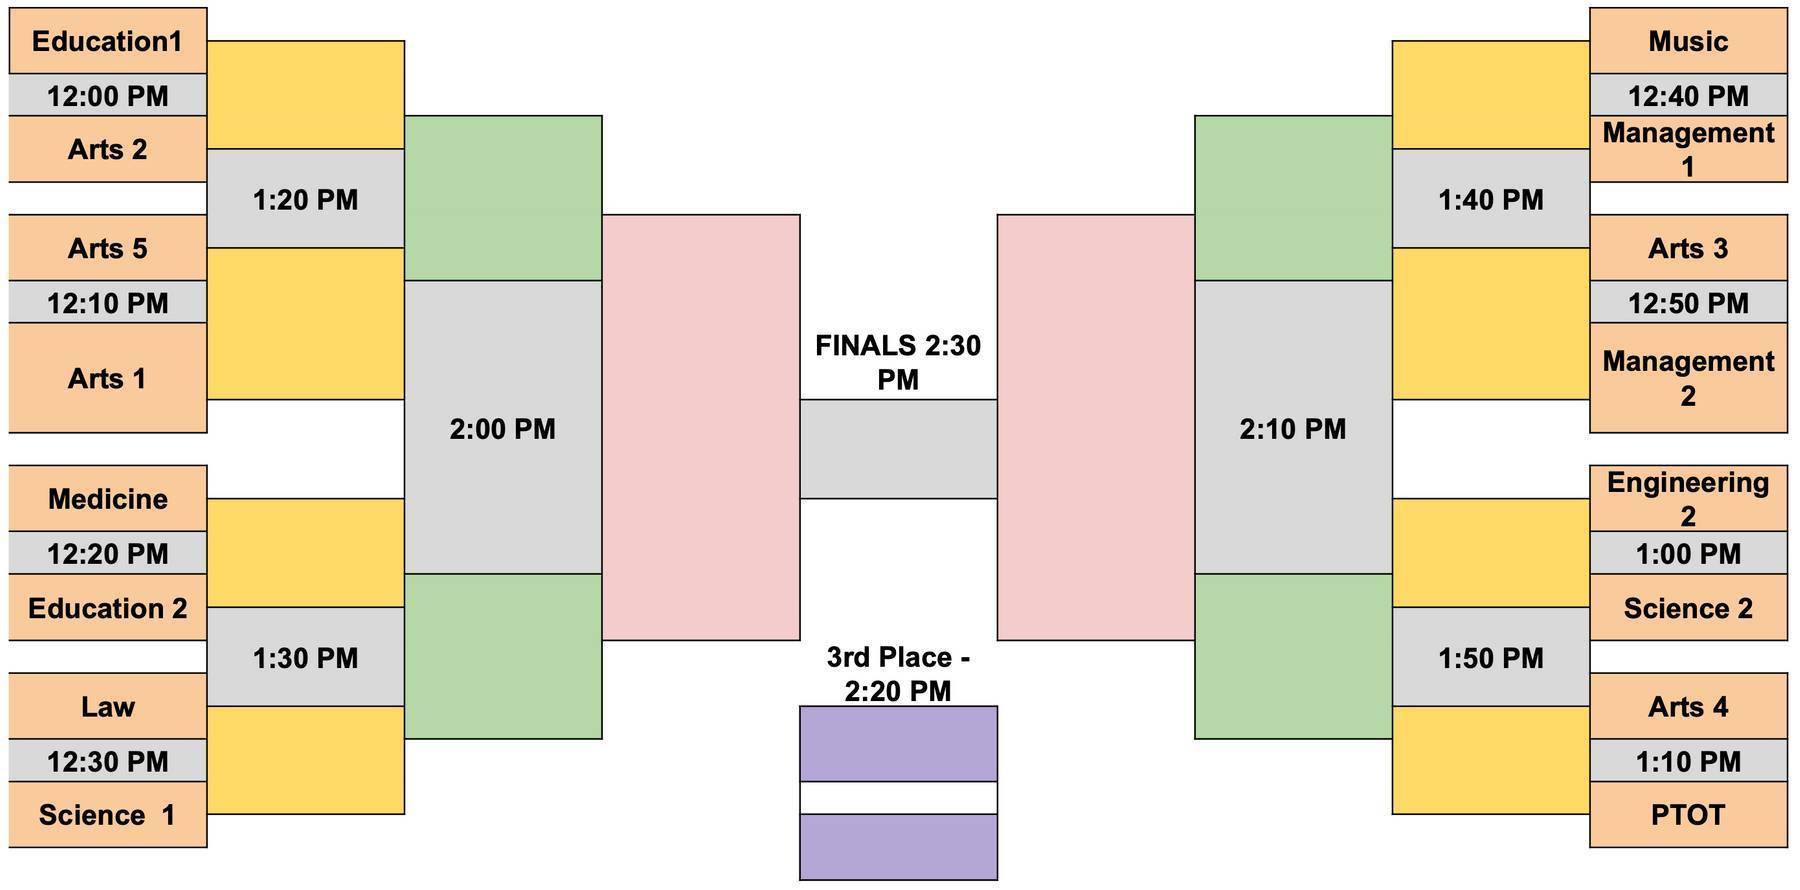 Education1
12:00 PM
Arts 2
1:20 PM
Arts 5
12:10 PM
Arts 1
2:00 PM
Medicine
12:20 PM
Education 2
1:30 PM
Law
12:30 PM
Science  1
FINALS 2:30
PM
3rd Place -
2:20 PM
Music
12:40 PM
Management
1
1:40 PM
Arts 3
12:50 PM
Management
2
2:10 PM
Engineering
2
1:00 PM
Science 2
1:50 PM
Arts 4
1:10 PM
PTOT